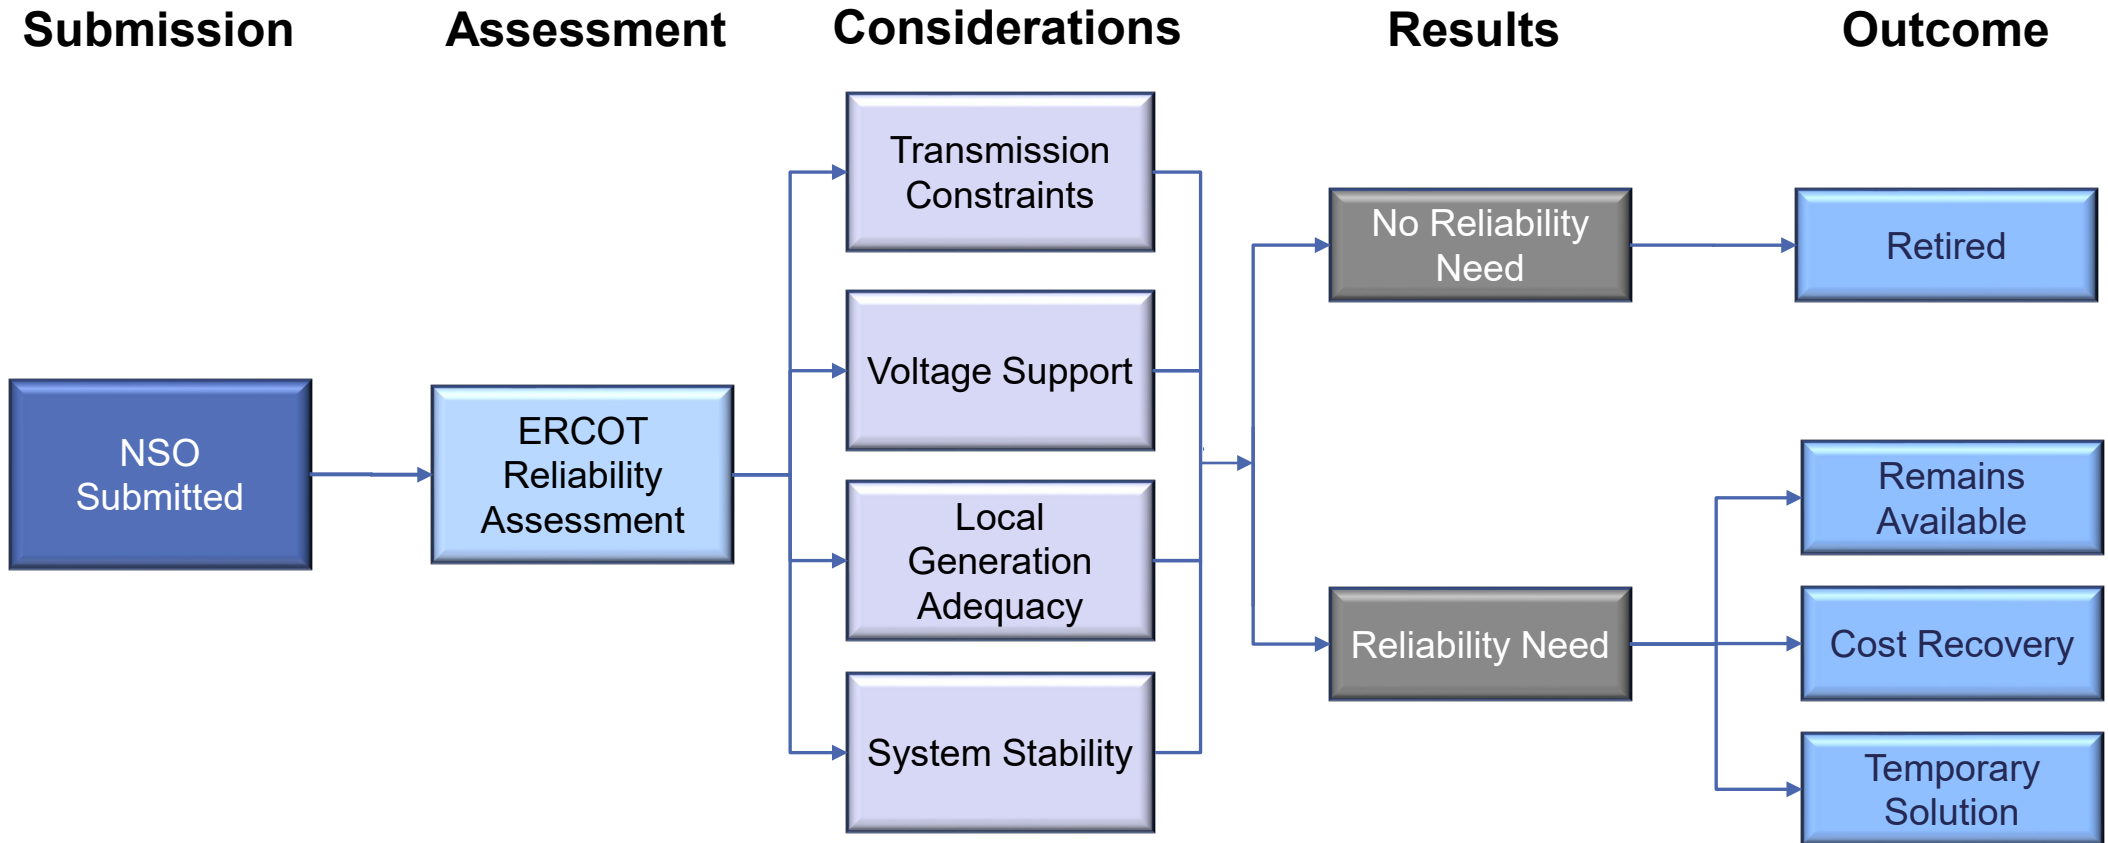 Submission
Assessment
Considerations
Results
Outcome
NSO
Submitted
ERCOT
Reliability
Assessment
Transmission
Constraints
Voltage Support
Local
Generation
Adequacy
System Stability
No Reliability
Need
Reliability Need
Retired
Remains
Available
Cost Recovery
Temporary
Solution